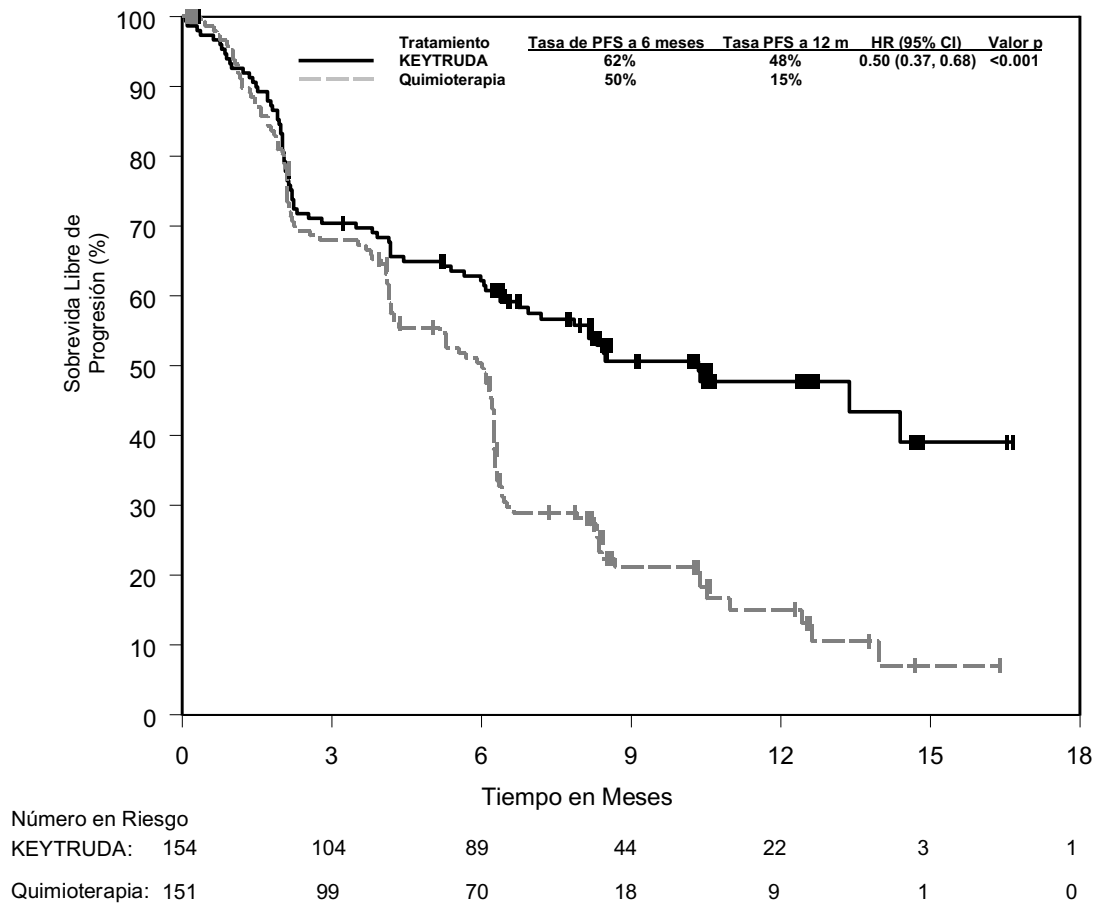 Tratamiento Tasa de PFS a 6 meses Tasa PFS a 12 m HR (95% CI) Valor p
KEYTRUDA 62% 48% 0.50 (0.37, 0.68) <0.001
Quimioterapia 50% 15%
100
90
80
70
60
50
40
30
20
10
0
Sobrevida Libre de
Progresión (%)
0 3 6 9 12 15 18
Tiempo en Meses
Número en Riesgo
KEYTRUDA: 154 104 89 44 22 3 1
Quimioterapia: 151 99 70 18 9 1 0